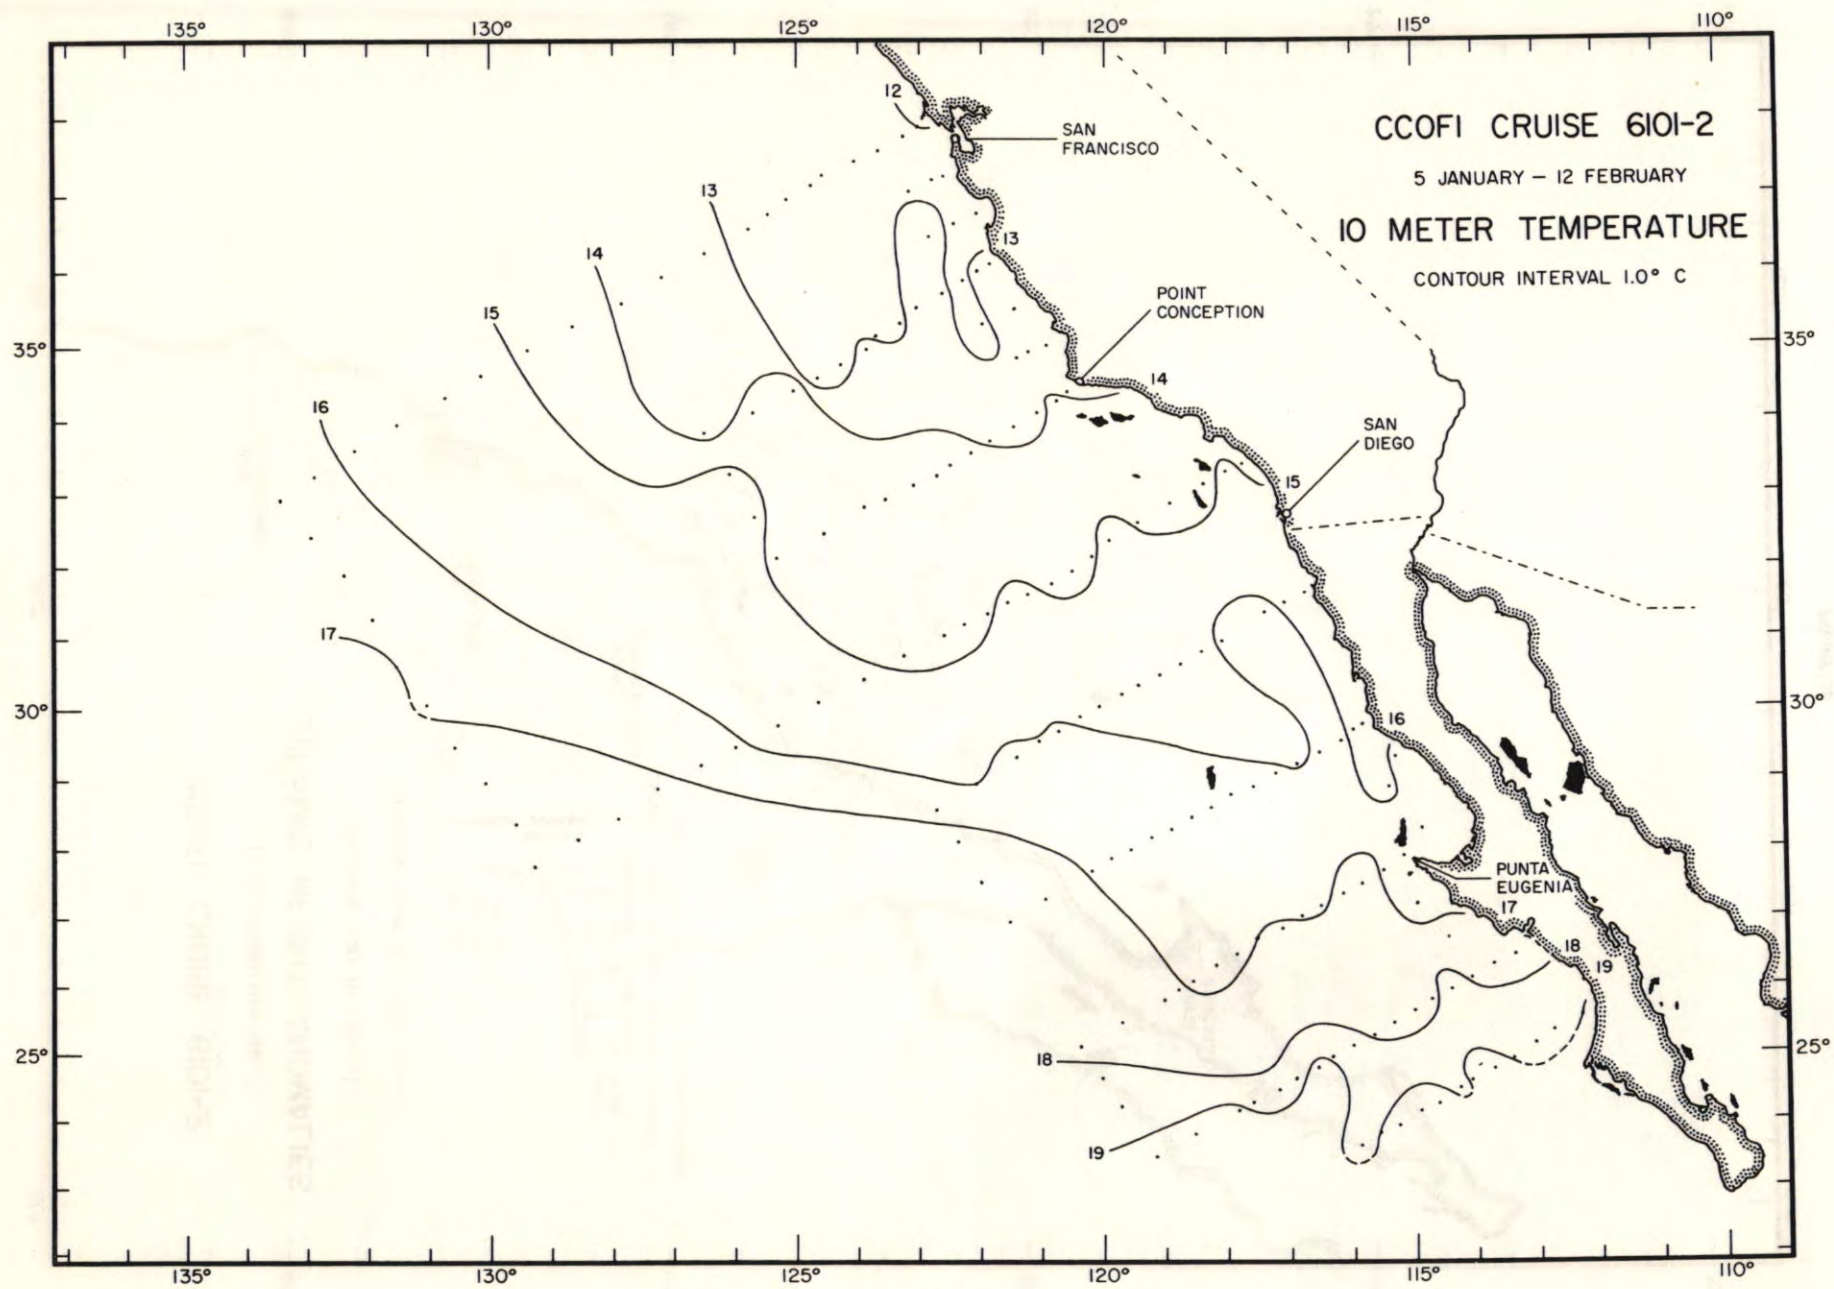 135° 130° 125° 120° 115° 110°
CCOFI CRUISE 6101-2
5 JANUARY – 12 FEBRUARY
10 METER TEMPERATURE
CONTOUR INTERVAL 1.0° C
12
SAN
FRANCISCO
13
13
14
POINT
CONCEPTION
15
35°
35°
14
16
SAN
DIEGO
15
17
30°
30°
16
PUNTA
EUGENIA
17
18
19
25°
25°
18
19
135° 130° 125° 120° 115° 110°